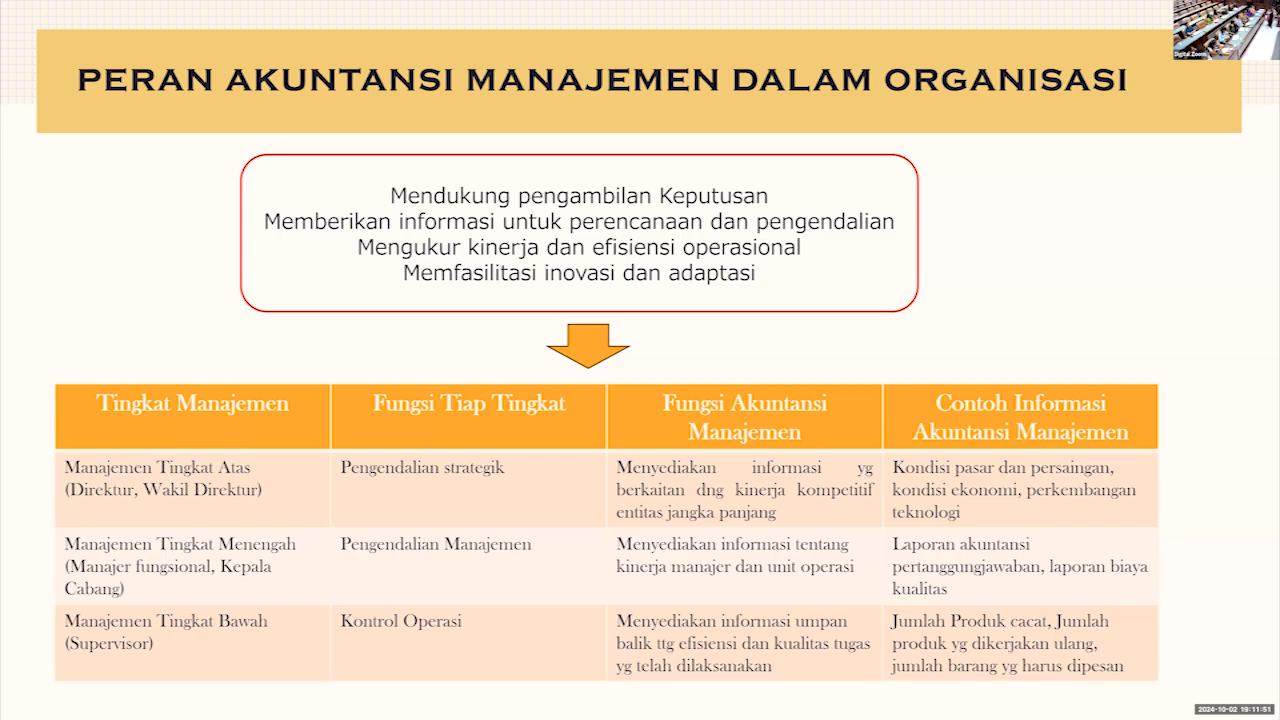 Digital Zoom
PERAN AKUNTANSI MANAJEMEN DALAM ORGANISASI
Mendukung pengambilan Keputusan
Memberikan informasi untuk perencanaan dan pengendalian
Mengukur kinerja dan efisiensi operasional
Memfasilitasi inovasi dan adaptasi
Tingkat Manajemen
Fungsi Tiap Tingkat
Fungsi Akuntansi
Manajemen
Contoh Informasi
Akuntansi Manajemen
Manajemen Tingkat Atas
(Direktur, Wakil Direktur)
Pengendalian strategik
Menyediakan informasi yg
berkaitan dng kinerja kompetitif
entitas jangka panjang
Kondisi pasar dan persaingan,
kondisi ekonomi, perkembangan
teknologi
Manajemen Tingkat Menengah
(Manajer fungsional, Kepala
Cabang)
Pengendalian Manajemen
Menyediakan informasi tentang
kinerja manajer dan unit operasi
Laporan akuntansi
pertanggungjawaban, laporan biaya
kualitas
Manajemen Tingkat Bawah
(Supervisor)
Kontrol Operasi
Menyediakan informasi umpan
balik ttg efisiensi dan kualitas tugas
yg telah dilaksanakan
Jumlah Produk cacat, Jumlah
produk yg dikerjakan ulang,
jumlah barang yg harus dipesan
2024-10-02 19:11:51